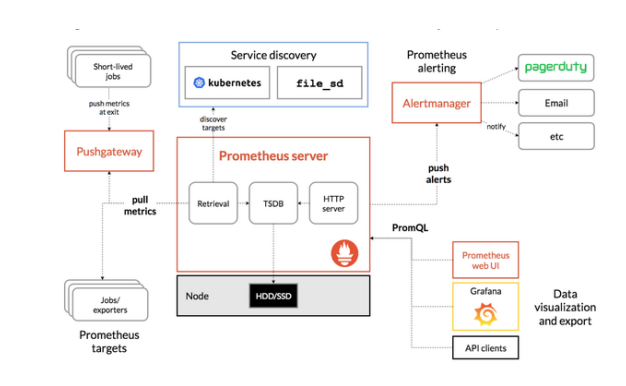 Short-lived
jobs
push metrics
at exit
Pushgateway
pull
metrics
Jobs/
exporters
Prometheus
targets
Service discovery
kubernetes
file_sd
discover
targets
Prometheus server
Retrieval
TSDB
HTTP
server
Node
HDD/SSD
Prometheus
alerting
Alertmanager
pagerduty
Email
etc
notify
push
alerts
PromQL
Prometheus
web UI
Grafana
API clients
Data
visualization
and export